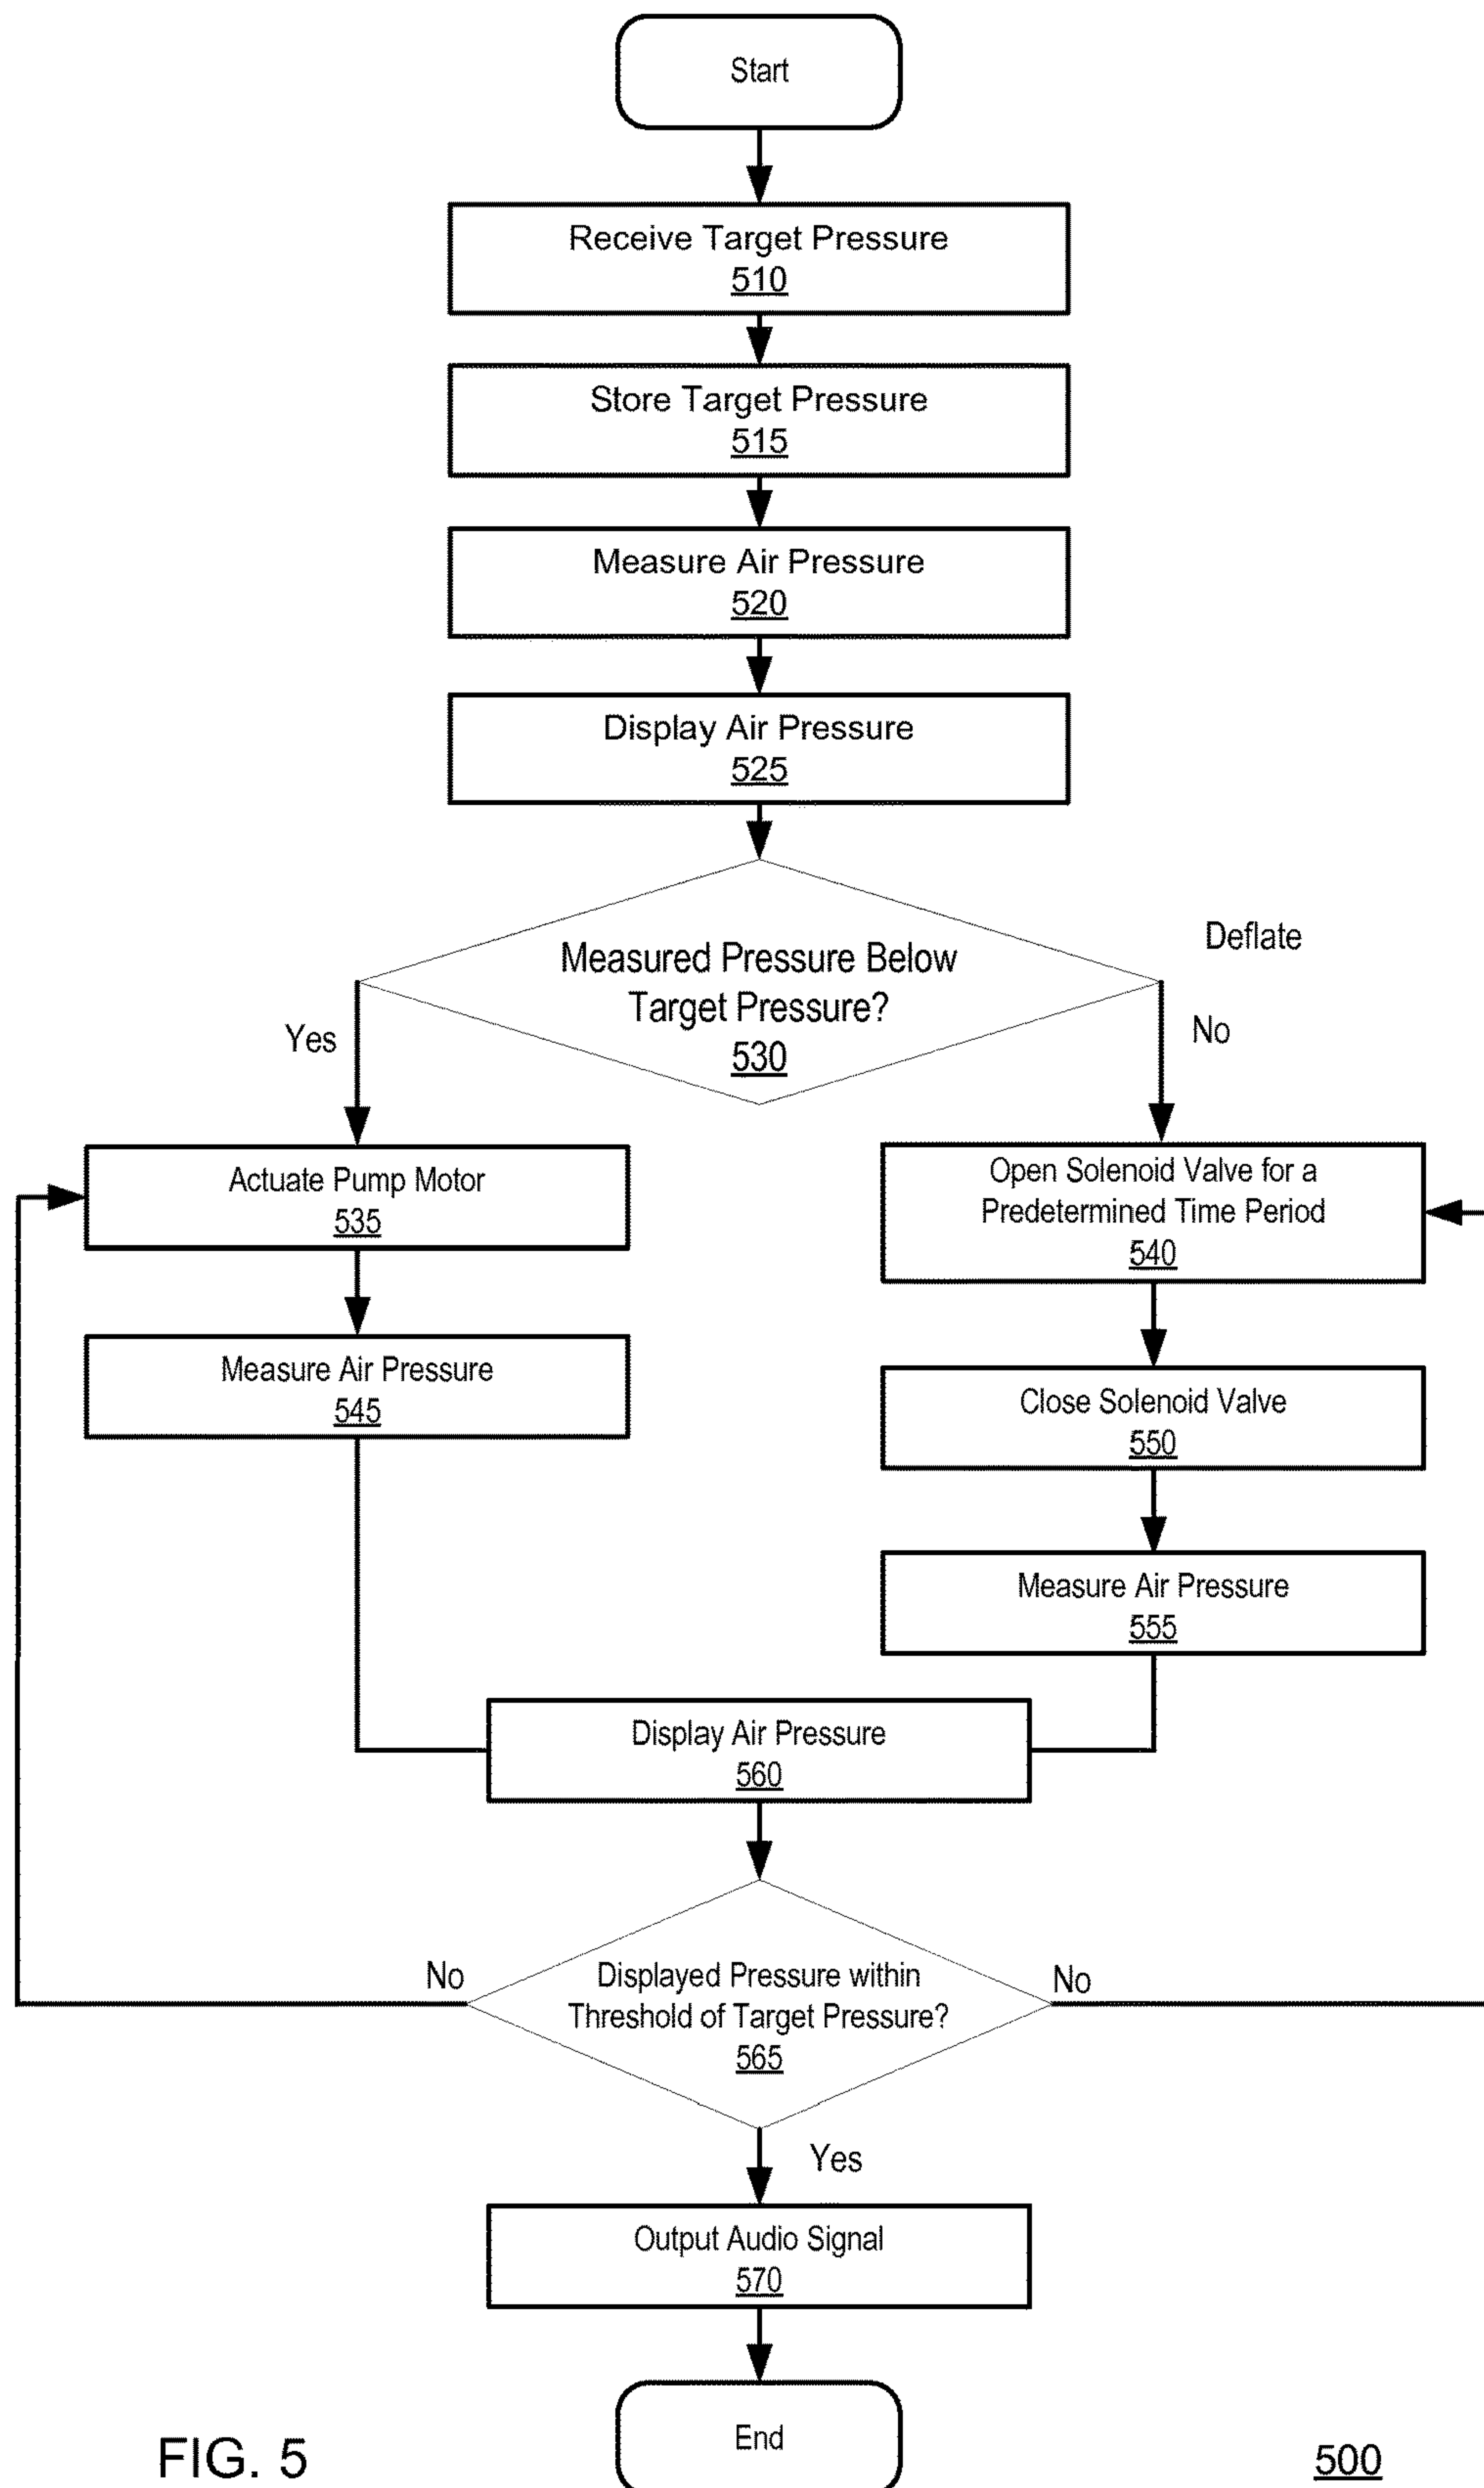 Start
Receive Target Pressure
510
Store Target Pressure
515
Measure Air Pressure
520
Display Air Pressure
525
Measured Pressure Below
Target Pressure?
530
Deflate
Yes
No
Actuate Pump Motor
535
Open Solenoid Valve for a
Predetermined Time Period
540
Measure Air Pressure
545
Close Solenoid Valve
550
Measure Air Pressure
555
Display Air Pressure
560
No
Displayed Pressure within
Threshold of Target Pressure?
565
No
Yes
Output Audio Signal
570
End
FIG. 5
500